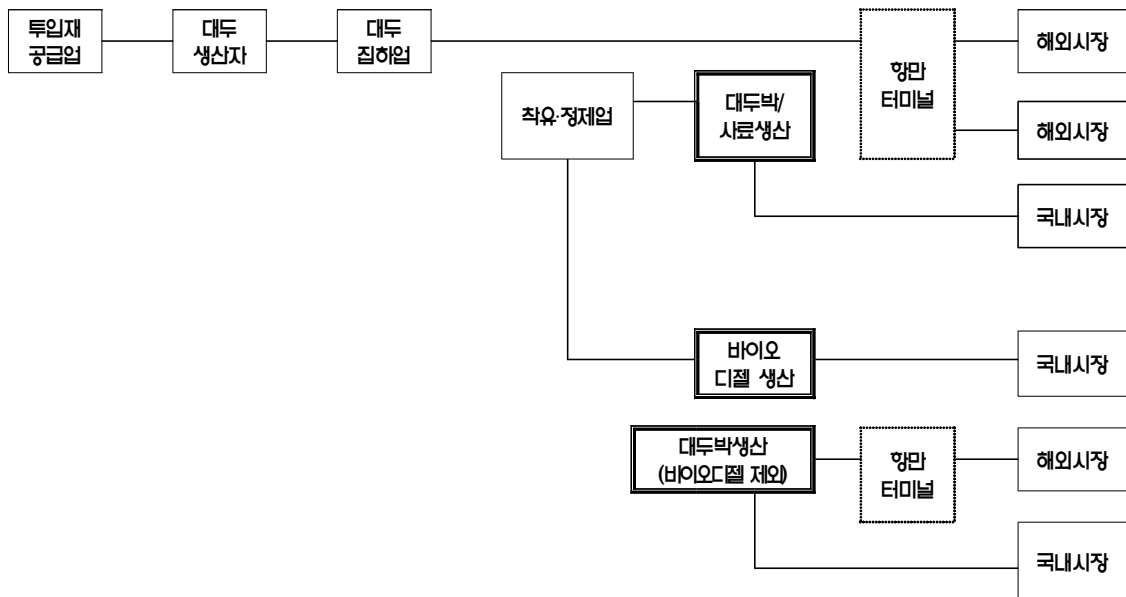 투입재
공급업
대두
생산자
대두
집하업
항만
터미널
해외시장
착유·정제업
대두박/
사료생산
해외시장
국내시장
바이오
디젤 생산
국내시장
대두박생산
(바이오디젤 제외)
항만
터미널
해외시장
국내시장